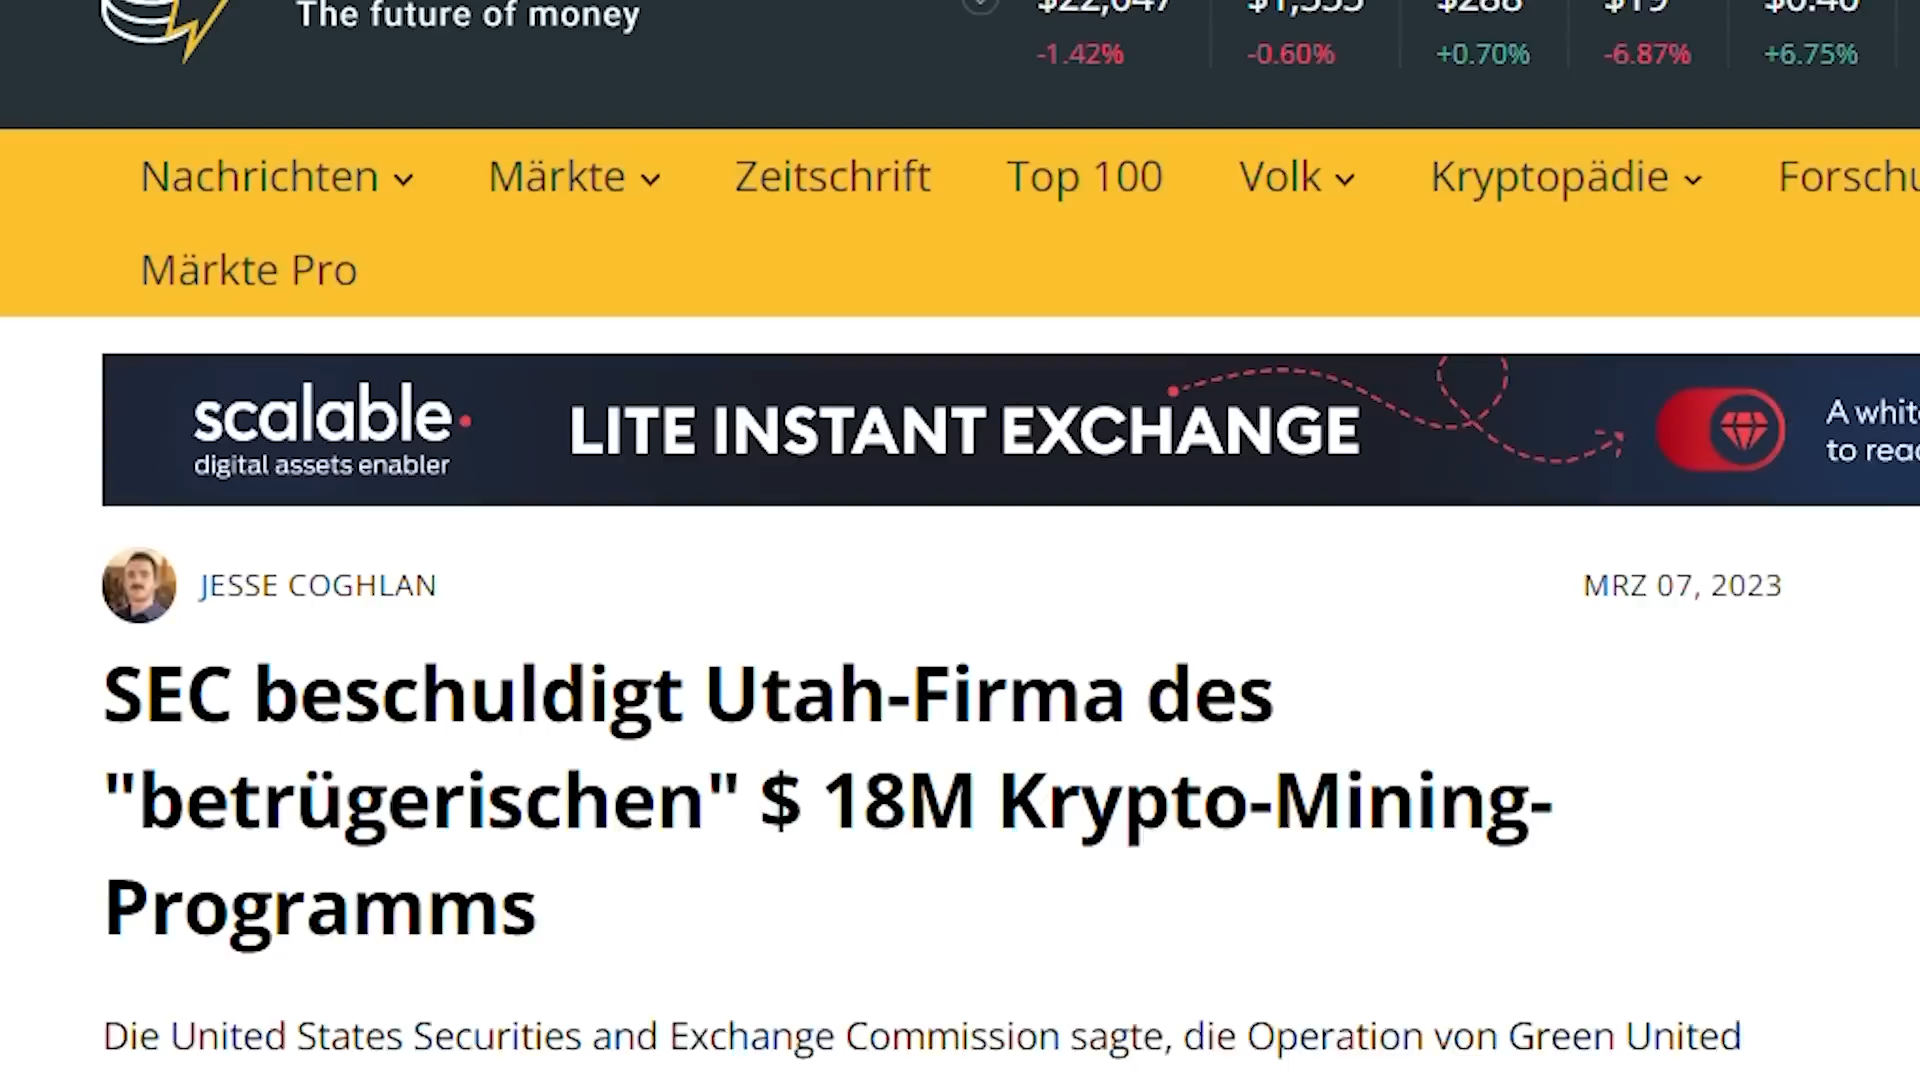 The future of money
-1.42% -0.60% +0.70% -6.87% +6.75%
Nachrichten Märkte Zeitschrift Top 100 Volk Kryptopädie
Märkte Pro
scalable
digital assets enabler
LITE INSTANT EXCHANGE
A
to
JESSE COGHLAN
MRZ 07, 2023
SEC beschuldigt Utah-Firma des
"betrügerischen" $ 18M Krypto-Mining-
Programms
Die United States Securities and Exchange Commission sagte, die Operation von Green United